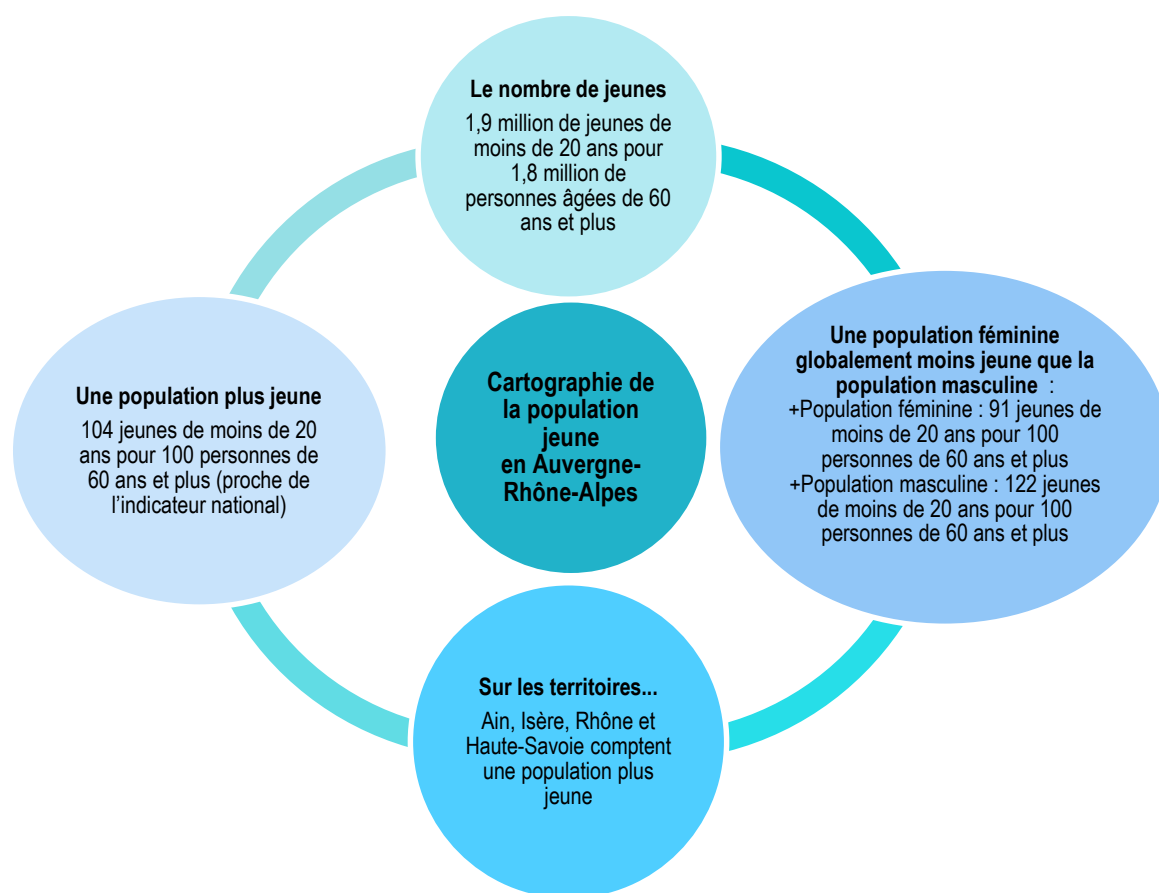 Le nombre de jeunes
1,9 million de jeunes de
moins de 20 ans pour
1,8 million de
personnes âgées de 60
ans et plus
Une population féminine
globalement moins jeune que la
population masculine :
+Population féminine : 91 jeunes de
moins de 20 ans pour 100
personnes de 60 ans et plus
+Population masculine : 122 jeunes
de moins de 20 ans pour 100
personnes de 60 ans et plus
Sur les territoires...
Ain, Isère, Rhône et
Haute-Savoie comptent
une population plus
jeune
Une population plus jeune
104 jeunes de moins de 20
ans pour 100 personnes de
60 ans et plus (proche de
l’indicateur national)
Cartographie de
la population
jeune
en Auvergne-
Rhône-Alpes